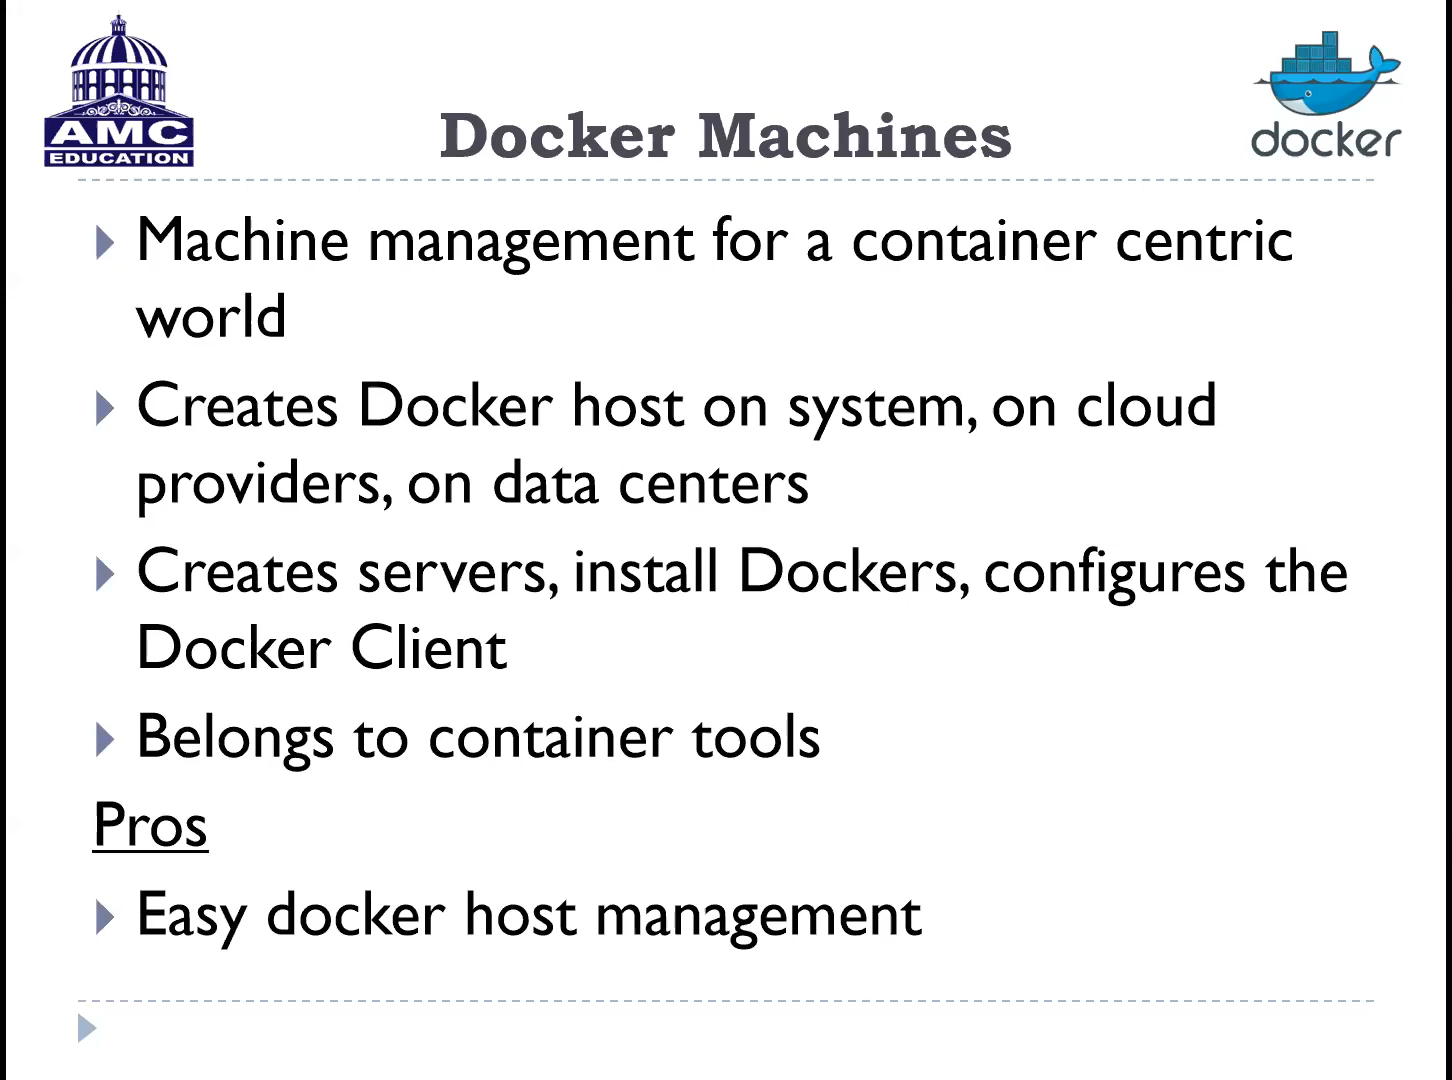 AMC
EDUCATION
docker
Docker Machines
Machine management for a container centric
world
Creates Docker host on system, on cloud
providers, on data centers
Creates servers, install Dockers, configures the
Docker Client
Belongs to container tools
Pros
Easy docker host management